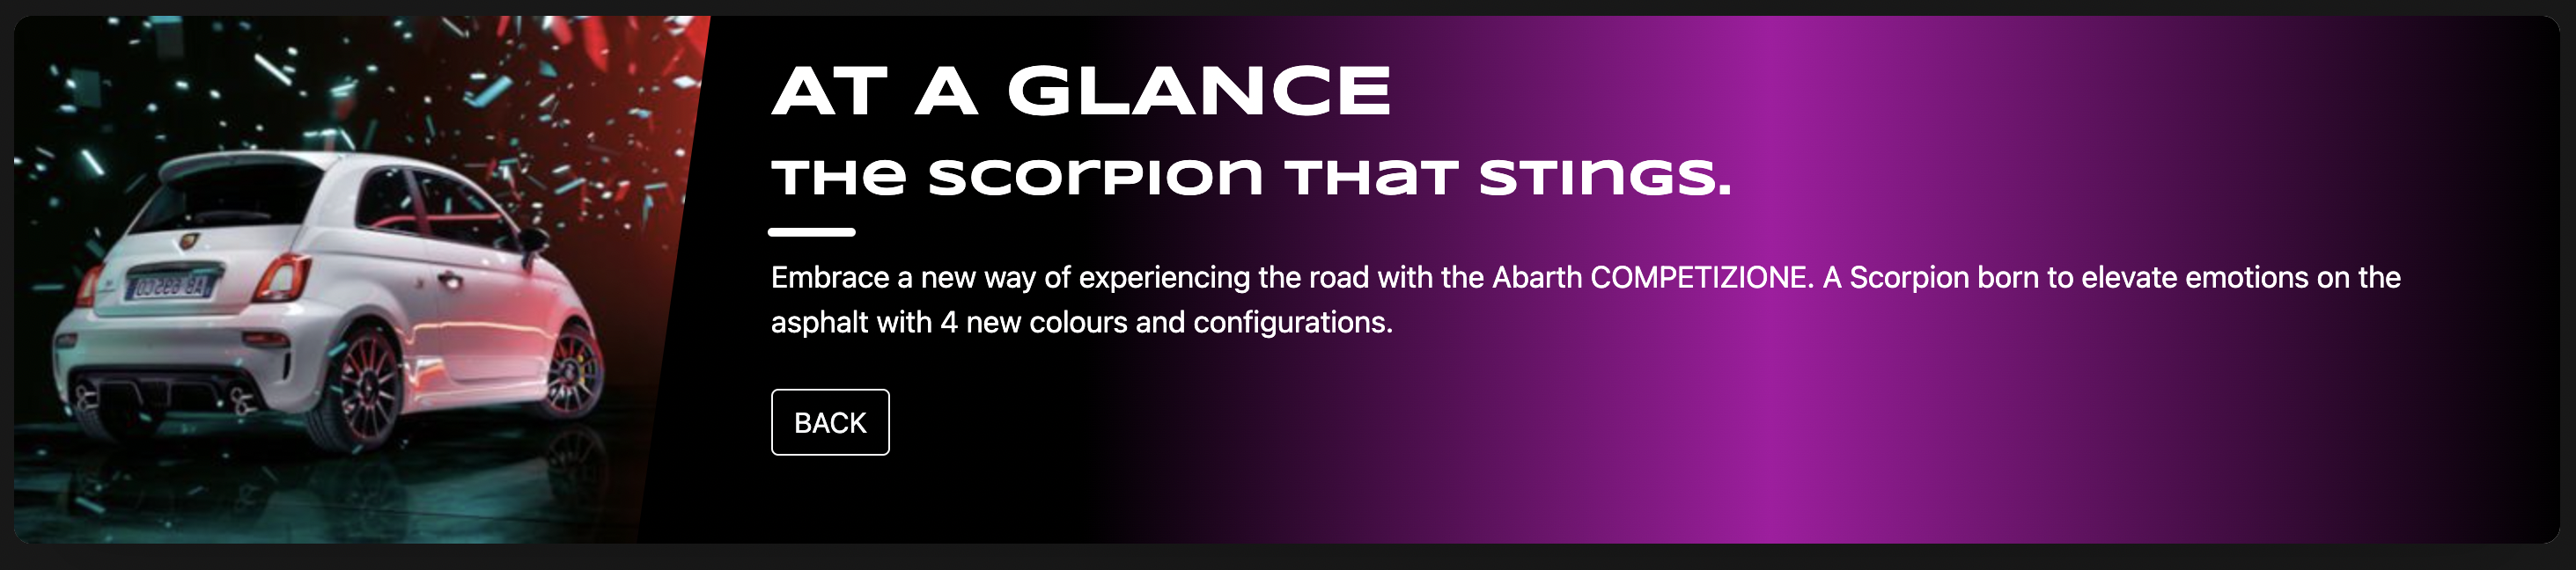 AT A GLANCE
THE SCORPION THAT STINGS.
Embrace a new way of experiencing the road with the Abarth COMPETIZIONE. A Scorpion born to elevate emotions on the
asphalt with 4 new colours and configurations.
BACK